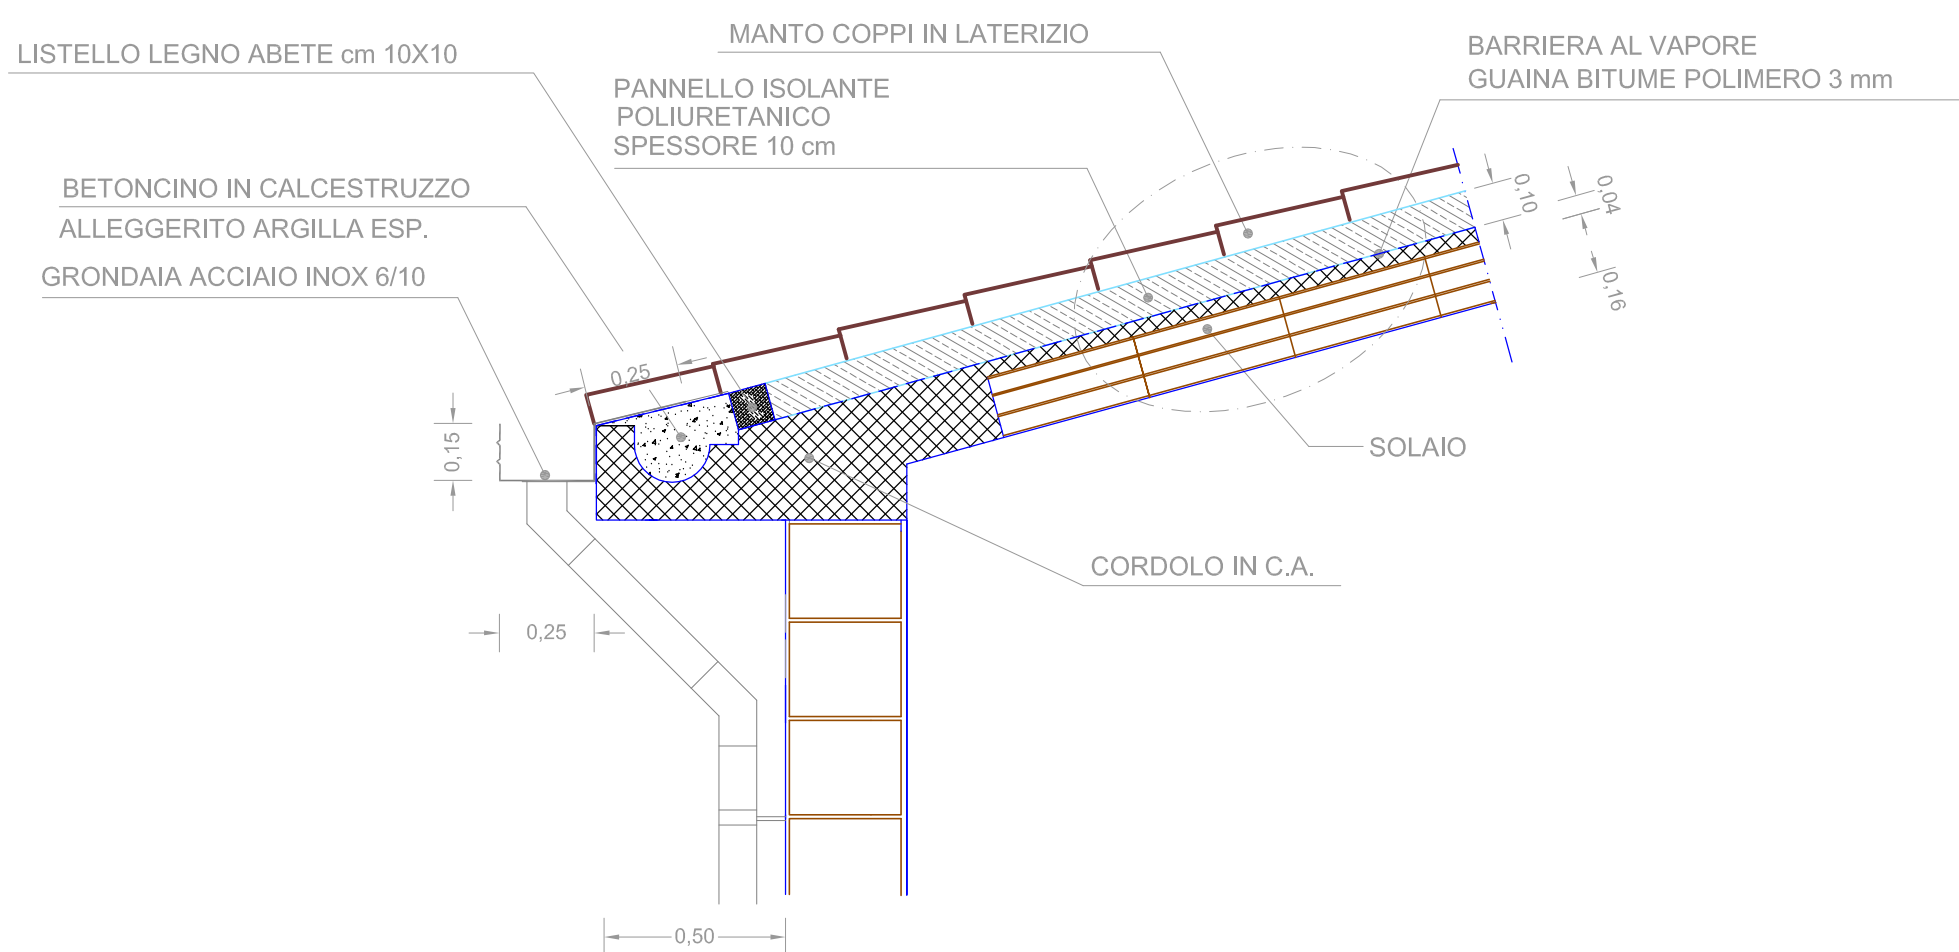 LISTELLO LEGNO ABETE cm 10X10
MANTO COPPI IN LATERIZIO
BARRIERA AL VAPORE
GUAINA BITUME POLIMERO 3 mm
PANNELLO ISOLANTE
POLIURETANICO
SPESSORE 10 cm
BETONCINO IN CALCESTRUZZO
ALLEGGERITO ARGILLA ESP.
GRONDAIA ACCIAIO INOX 6/10
0,10
0,04
0,16
0,25
0,15
SOLAIO
CORDOLO IN C.A.
0,25
0,50